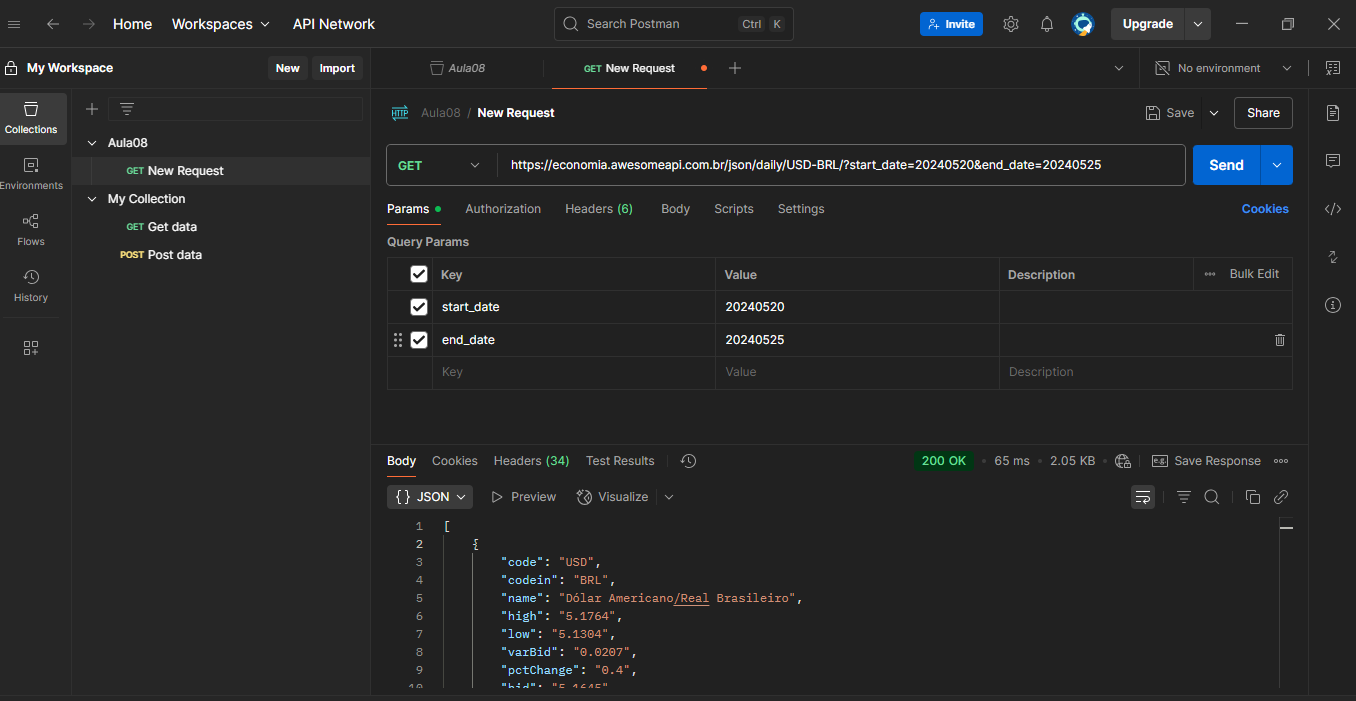 Home Workspaces API Network Search Postman Ctrl K Invite Upgrade
My Workspace New Import Aula08 GET New Request No environment
Collections
Environments
Flows
History
Aula08
GET New Request
My Collection
GET Get data
POST Post data
HTTP Aula08 / New Request Save Share
GET https://economia.awesomeapi.com.br/json/daily/USD-BRL/?start_date=20240520&end_date=20240525 Send
Params Authorization Headers (6) Body Scripts Settings Cookies
Query Params
Key Value Description Bulk Edit
start_date 20240520
end_date 20240525
Key Value Description
Body Cookies Headers (34) Test Results 200 OK 65 ms 2.05 KB e.g. Save Response
{} JSON Preview Visualize
1 [
2 {
3 "code": "USD",
4 "codein": "BRL",
5 "name": "Dólar Americano/Real Brasileiro",
6 "high": "5.1764",
7 "low": "5.1304",
8 "varBid": "0.0207",
9 "pctChange": "0.4",
10 "bid": "5.1645",